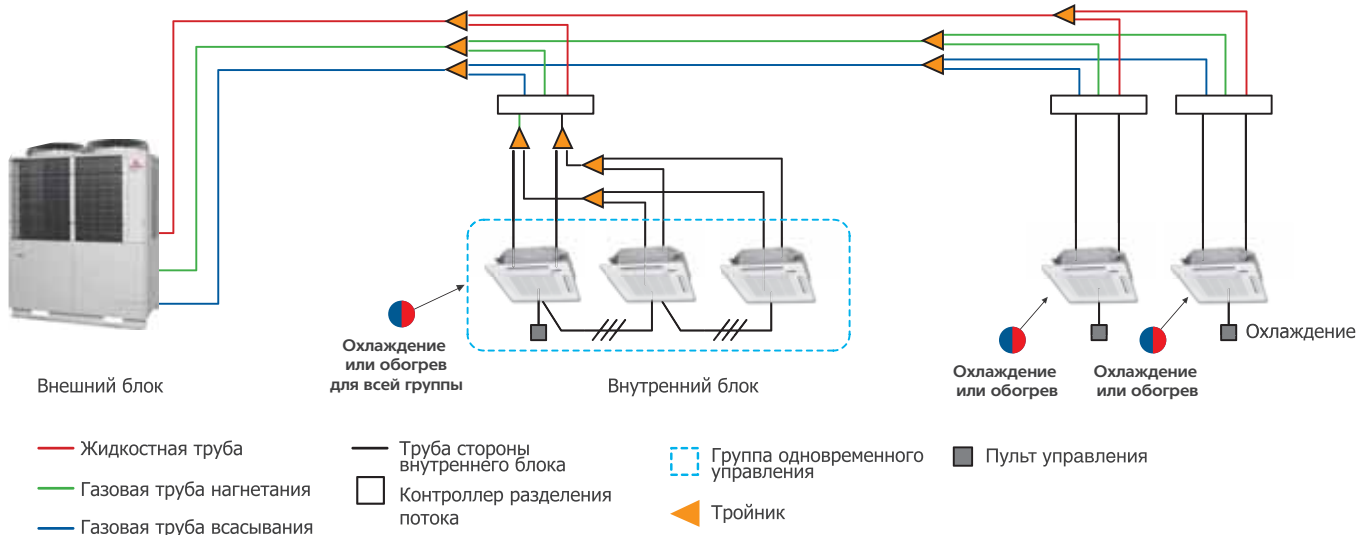 Охлаждение
Охлаждение
или обогрев
для всей группы
Охлаждение
или обогрев
Охлаждение
или обогрев
Внешний блок
Внутренний блок
Жидкостная труба
Газовая труба нагнетания
Газовая труба всасывания
Труба стороны
внутреннего блока
Контроллер разделения
потока
Группа одновременного
управления
Тройник
Пульт управления